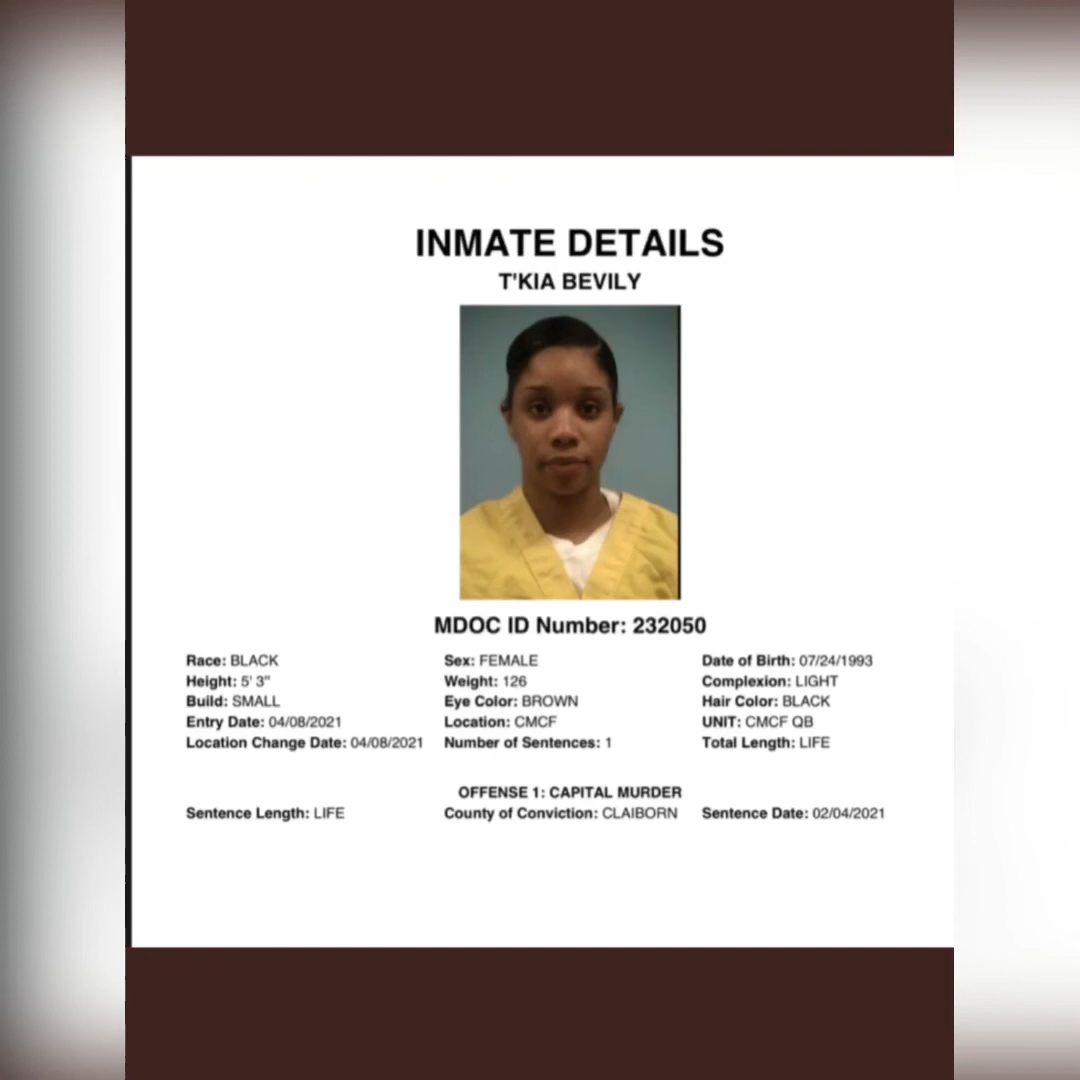 INMATE DETAILS
T'KIA BEVILY
MDOC ID Number: 232050
Race: BLACK Sex: FEMALE Date of Birth: 07/24/1993
Height: 5' 3" Weight: 126 Complexion: LIGHT
Build: SMALL Eye Color: BROWN Hair Color: BLACK
Entry Date: 04/08/2021 Location: CMCF UNIT: CMCF QB
Location Change Date: 04/08/2021 Number of Sentences: 1 Total Length: LIFE
OFFENSE 1: CAPITAL MURDER
Sentence Length: LIFE County of Conviction: CLAIBORN Sentence Date: 02/04/2021